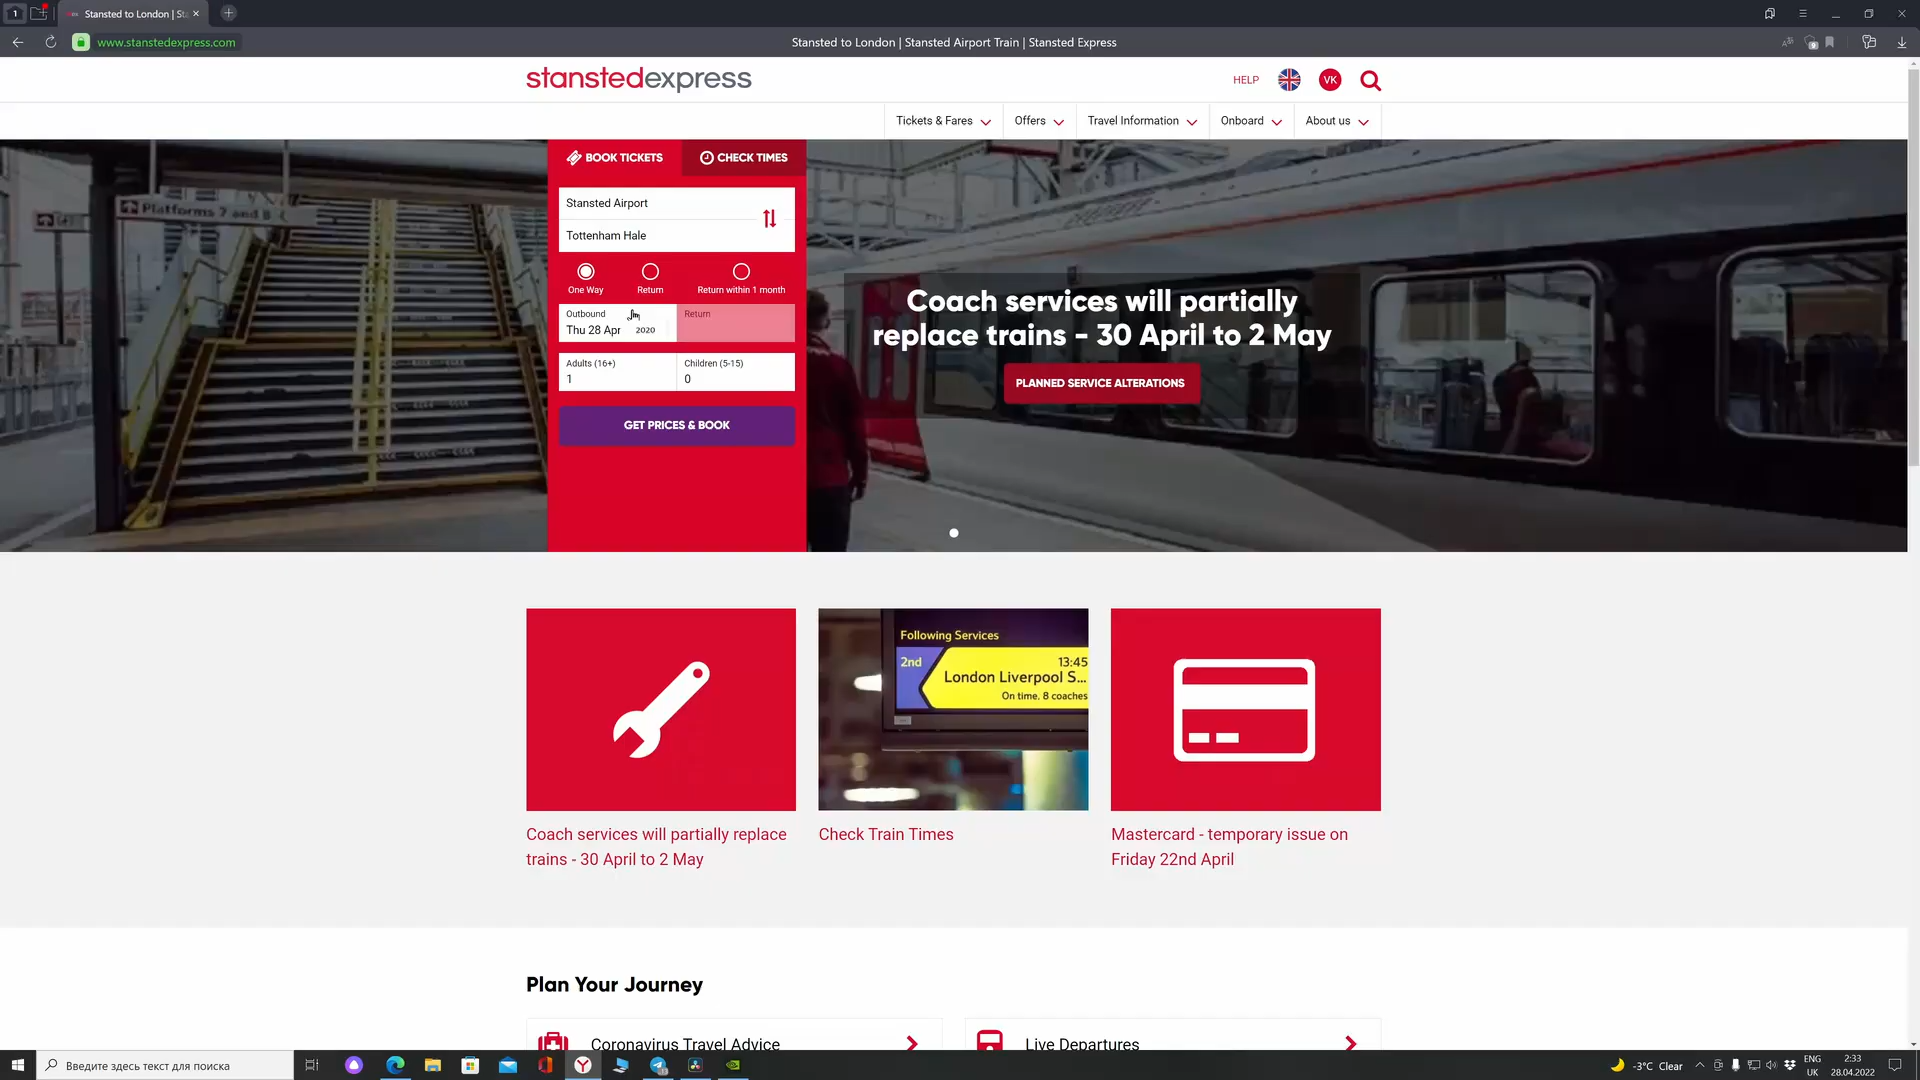 1
Stansted to London | St
www.stanstedexpress.com
Stansted to London | Stansted Airport Train | Stansted Express
stanstedexpress
HELP
VK
Tickets & Fares
Offers
Travel Information
Onboard
About us
BOOK TICKETS
CHECK TIMES
Platforms 7 and 8
Stansted Airport
Tottenham Hale
One Way
Return
Return within 1 month
Outbound
Thu 28 Apr
2020
Return
Adults (16+)
1
Children (5-15)
0
GET PRICES & BOOK
Coach services will partially
replace trains - 30 April to 2 May
PLANNED SERVICE ALTERATIONS
Following Services
2nd
13:45
London Liverpool S...
On time. 8 coaches
Coach services will partially replace
trains - 30 April to 2 May
Check Train Times
Mastercard - temporary issue on
Friday 22nd April
Plan Your Journey
Coronavirus Travel Advice
Live Departures
Введите здесь текст для поиска
-3°C Clear
ENG
UK
2:33
28.04.2022